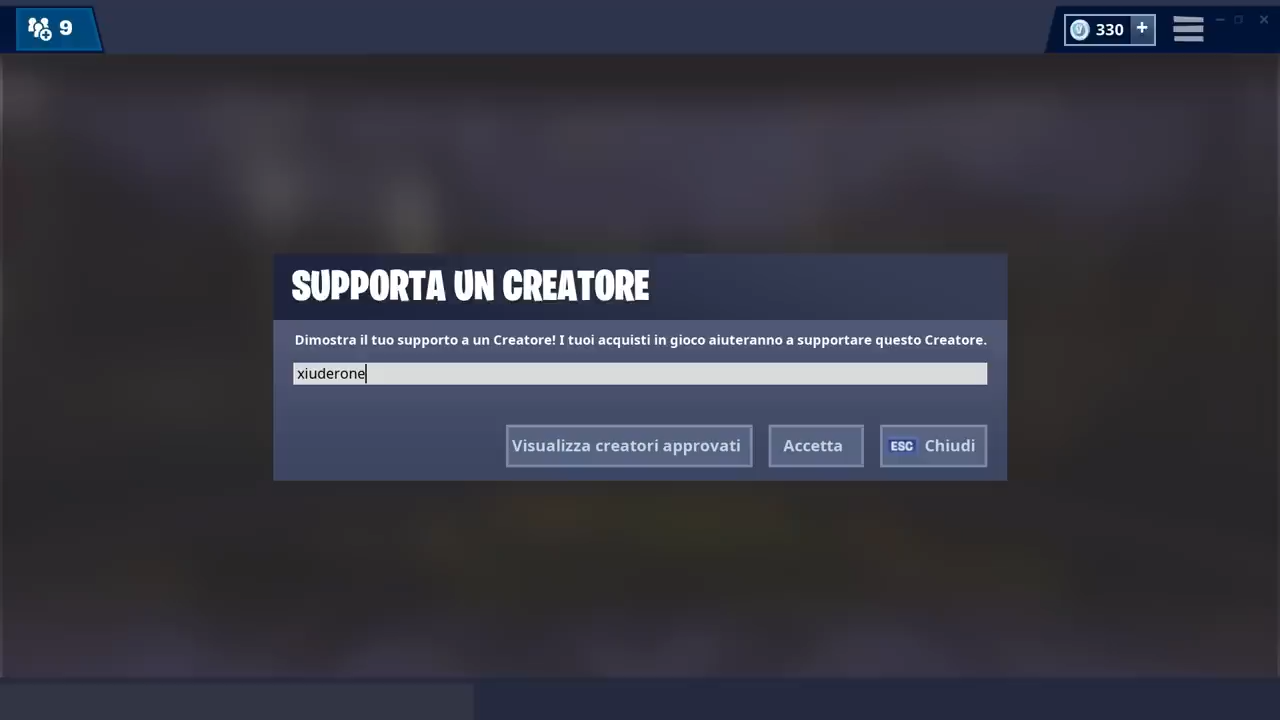 9
330 +
SUPPORTA UN CREATORE
Dimostra il tuo supporto a un Creatore! I tuoi acquisti in gioco aiuteranno a supportare questo Creatore.
xiuderone
Visualizza creatori approvati
Accetta
ESC Chiudi